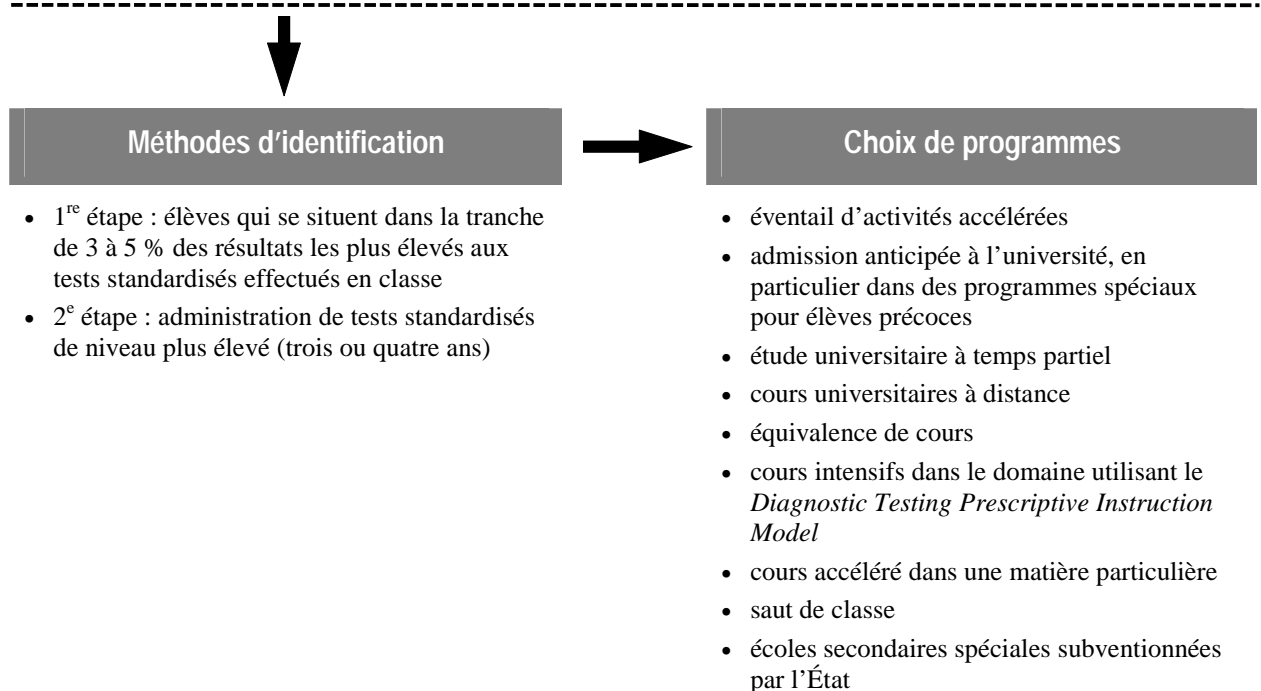 Méthodes d'identification
• 1re étape : élèves qui se situent dans la tranche
de 3 à 5 % des résultats les plus élevés aux
tests standardisés effectués en classe
• 2e étape : administration de tests standardisés
de niveau plus élevé (trois ou quatre ans)
Choix de programmes
• éventail d’activités accélérées
• admission anticipée à l’université, en
particulier dans des programmes spéciaux
pour élèves précoces
• étude universitaire à temps partiel
• cours universitaires à distance
• équivalence de cours
• cours intensifs dans le domaine utilisant le
Diagnostic Testing Prescriptive Instruction
Model
• cours accéléré dans une matière particulière
• saut de classe
• écoles secondaires spéciales subventionnées
par l’État